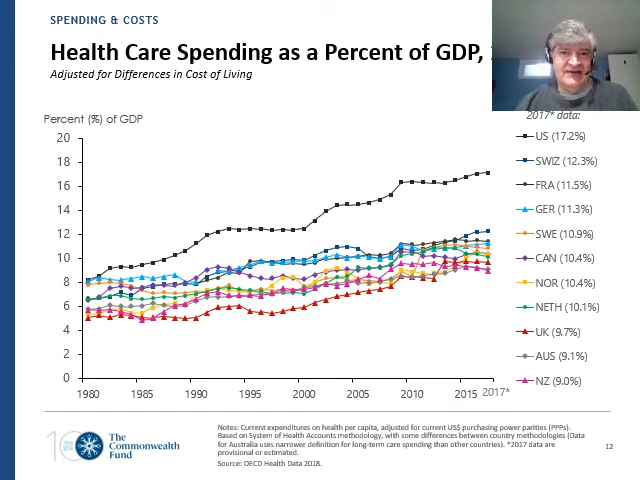 SPENDING & COSTS
Health Care Spending as a Percent of GDP,
Adjusted for Differences in Cost of Living
Percent (%) of GDP
2017* data:
20
18
16
14
12
10
8
6
4
2
0
1980
1985
1990
1995
2000
2005
2010
2015
2017*
US (17.2%)
SWIZ (12.3%)
FRA (11.5%)
GER (11.3%)
SWE (10.9%)
CAN (10.4%)
NOR (10.4%)
NETH (10.1%)
UK (9.7%)
AUS (9.1%)
NZ (9.0%)
The
Commonwealth
Fund
Notes: Current expenditures on health per capita, adjusted for current US$ purchasing power parities (PPPs).
Based on System of Health Accounts methodology, with some differences between country methodologies (Data
for Australia uses narrower definition for long-term care spending than other countries). *2017 data are
provisional or estimated.
Source: OECD Health Data 2018.
12